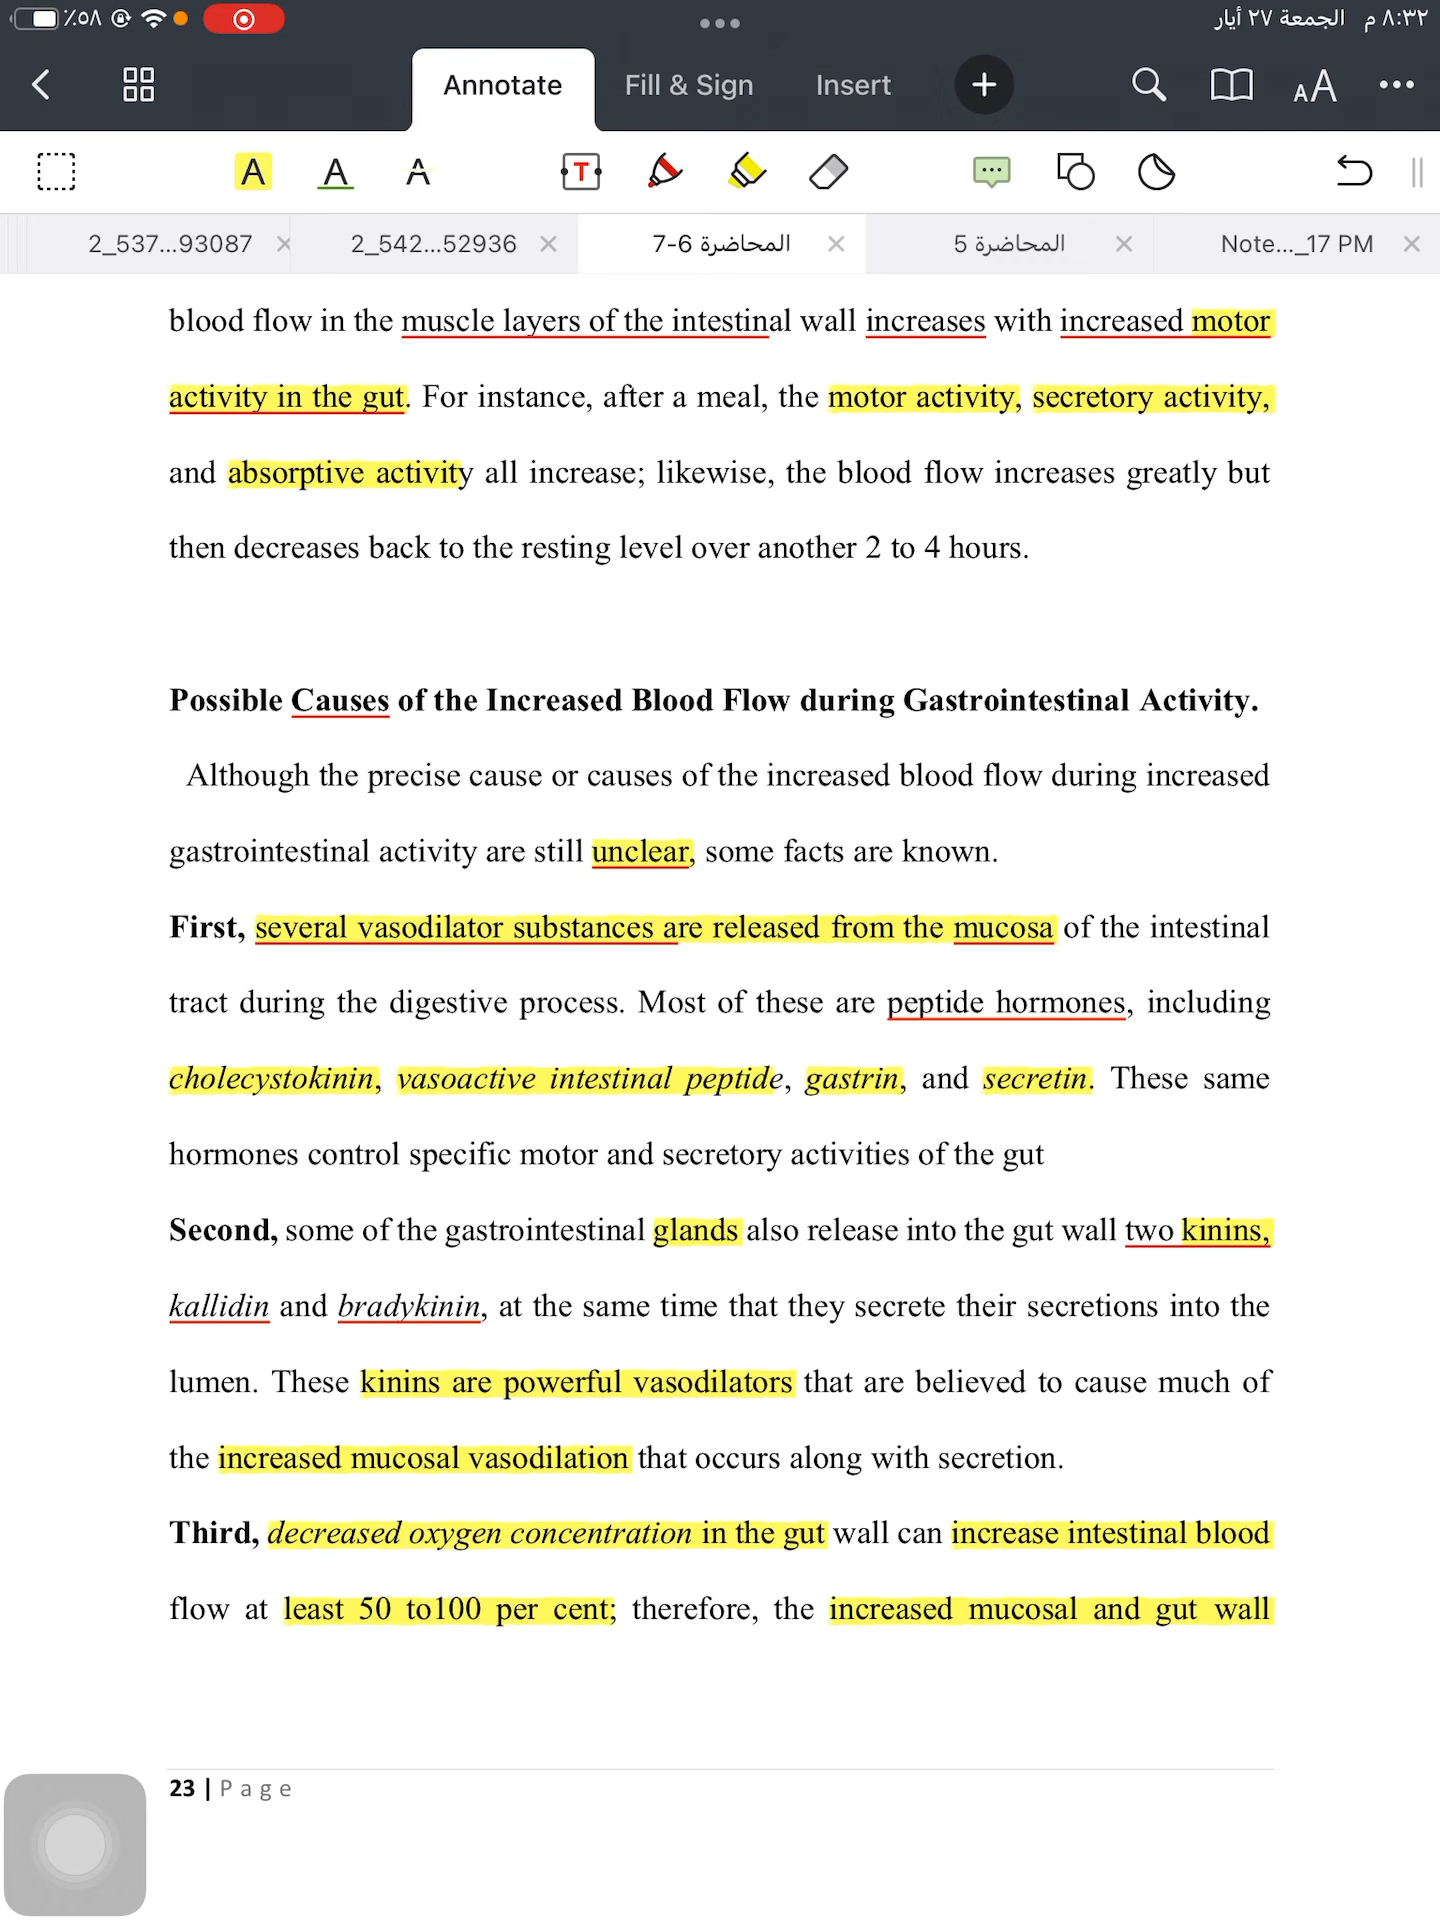 ٪٥٨
الجمعة ٢٧ أيار ٨:٣٢ م
Annotate Fill & Sign Insert
AA
A A A T
2_537...93087 2_542...52936 المحاضرة 6-7 المحاضرة 5 Note..._17 PM
blood flow in the muscle layers of the intestinal wall increases with increased motor
activity in the gut. For instance, after a meal, the motor activity, secretory activity,
and absorptive activity all increase; likewise, the blood flow increases greatly but
then decreases back to the resting level over another 2 to 4 hours.
Possible Causes of the Increased Blood Flow during Gastrointestinal Activity.
Although the precise cause or causes of the increased blood flow during increased
gastrointestinal activity are still unclear, some facts are known.
First, several vasodilator substances are released from the mucosa of the intestinal
tract during the digestive process. Most of these are peptide hormones, including
cholecystokinin, vasoactive intestinal peptide, gastrin, and secretin. These same
hormones control specific motor and secretory activities of the gut
Second, some of the gastrointestinal glands also release into the gut wall two kinins,
kallidin and bradykinin, at the same time that they secrete their secretions into the
lumen. These kinins are powerful vasodilators that are believed to cause much of
the increased mucosal vasodilation that occurs along with secretion.
Third, decreased oxygen concentration in the gut wall can increase intestinal blood
flow at least 50 to100 per cent; therefore, the increased mucosal and gut wall
23 | Page